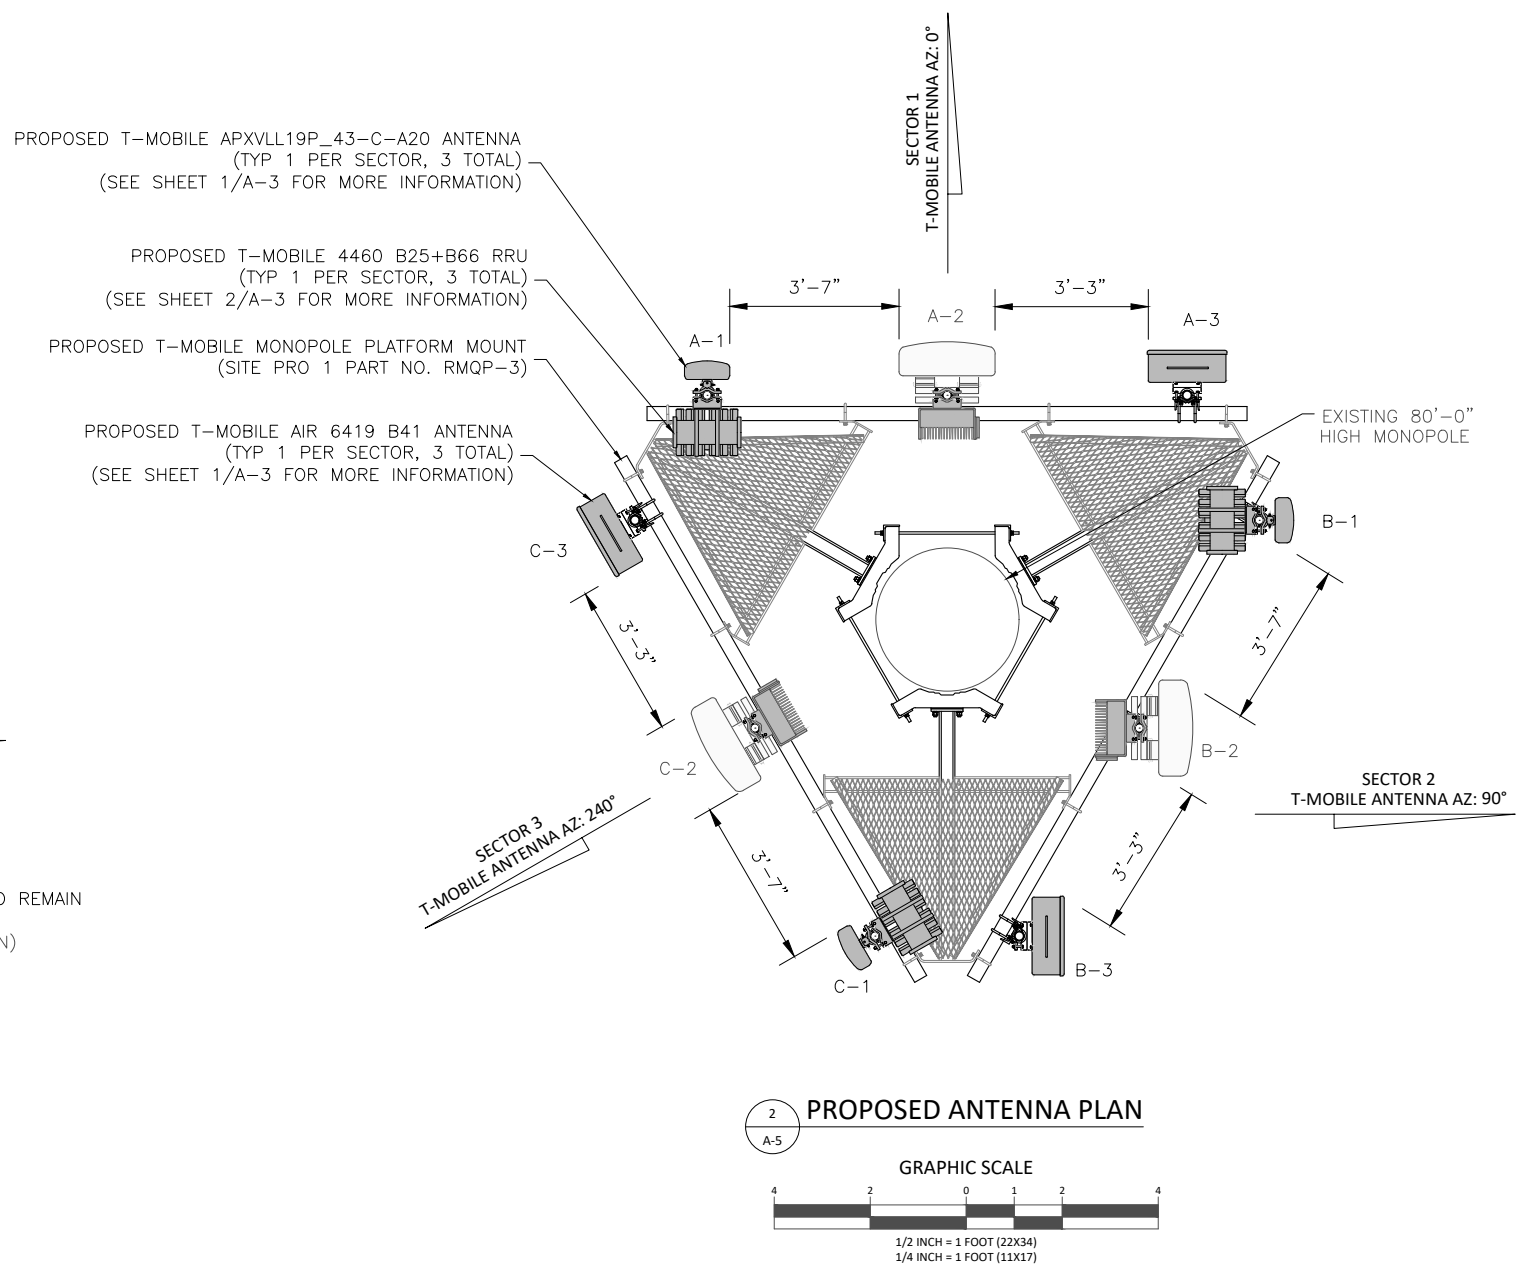 SECTOR 1
T-MOBILE ANTENNA AZ: 0°
PROPOSED T-MOBILE APXVLL19P_43-C-A20 ANTENNA
(TYP 1 PER SECTOR, 3 TOTAL)
(SEE SHEET 1/A-3 FOR MORE INFORMATION)
PROPOSED T-MOBILE 4460 B25+B66 RRU
(TYP 1 PER SECTOR, 3 TOTAL)
(SEE SHEET 2/A-3 FOR MORE INFORMATION)
PROPOSED T-MOBILE MONOPOLE PLATFORM MOUNT
(SITE PRO 1 PART NO. RMQP-3)
PROPOSED T-MOBILE AIR 6419 B41 ANTENNA
(TYP 1 PER SECTOR, 3 TOTAL)
(SEE SHEET 1/A-3 FOR MORE INFORMATION)
3'-7"
3'-3"
A-1
A-2
A-3
EXISTING 80'-0"
HIGH MONOPOLE
B-1
C-3
3'-3"
3'-7"
C-2
B-2
SECTOR 2
T-MOBILE ANTENNA AZ: 90°
SECTOR 3
T-MOBILE ANTENNA AZ: 240°
3'-7"
3'-3"
REMAIN
N)
C-1
B-3
2
A-5
PROPOSED ANTENNA PLAN
GRAPHIC SCALE
4 2 0 1 2 4
1/2 INCH = 1 FOOT (22X34)
1/4 INCH = 1 FOOT (11X17)